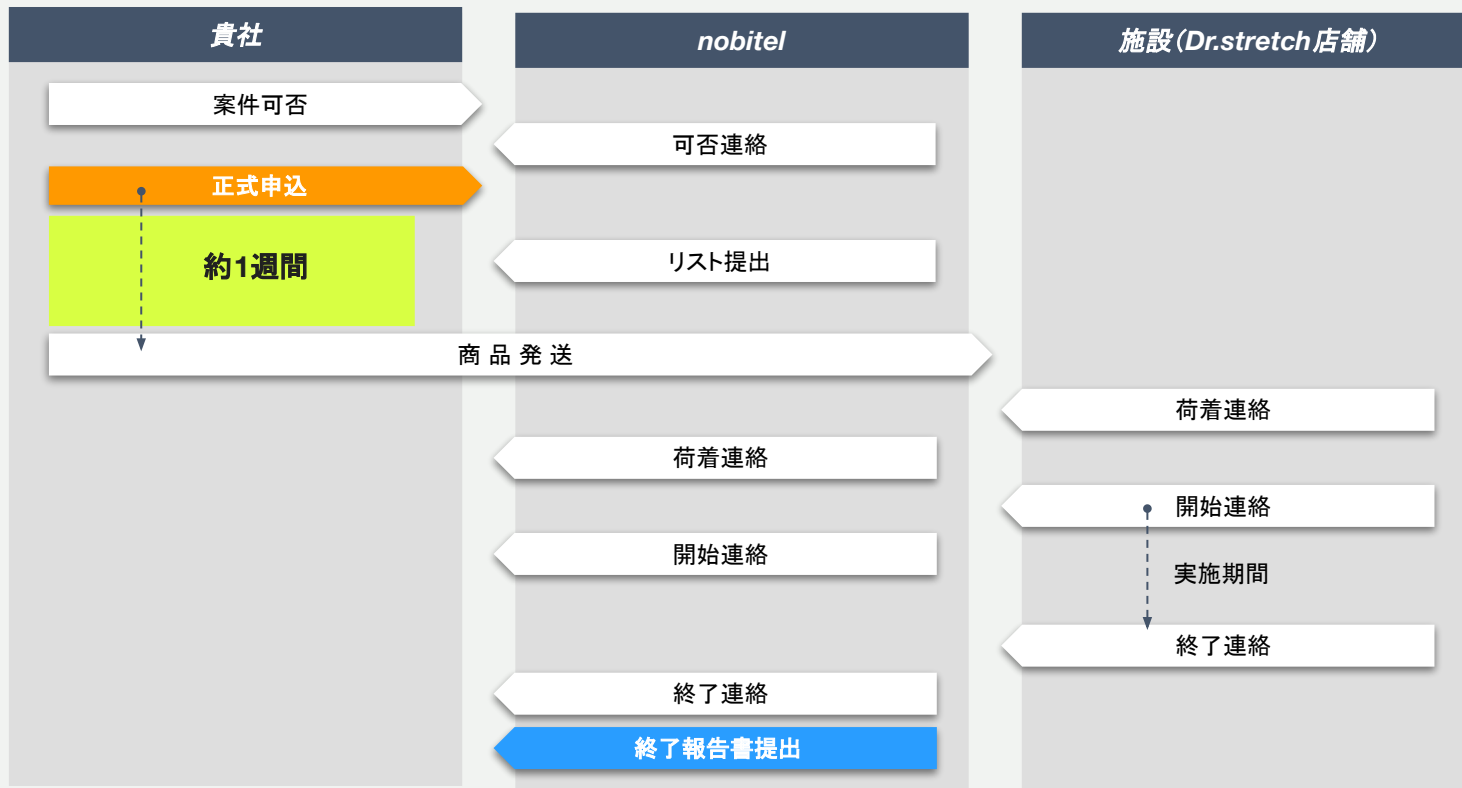 貴社
nobitel
施設(Dr.stretch店舗)
案件可否
可否連絡
正式申込
約1週間
リスト提出
商品発送
荷着連絡
荷着連絡
開始連絡
開始連絡
実施期間
終了連絡
終了連絡
終了報告書提出